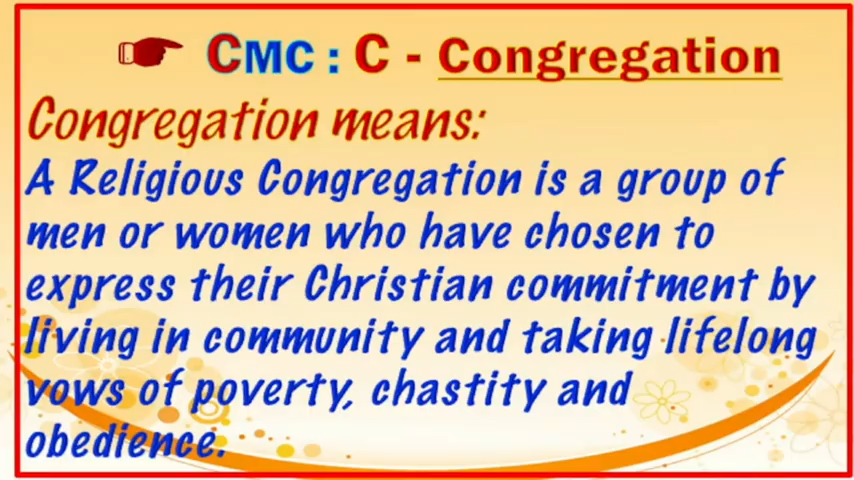 CMC : C - Congregation
Congregation means:
A Religious Congregation is a group of
men or women who have chosen to
express their Christian commitment by
living in community and taking lifelong
vows of poverty, chastity and
obedience.